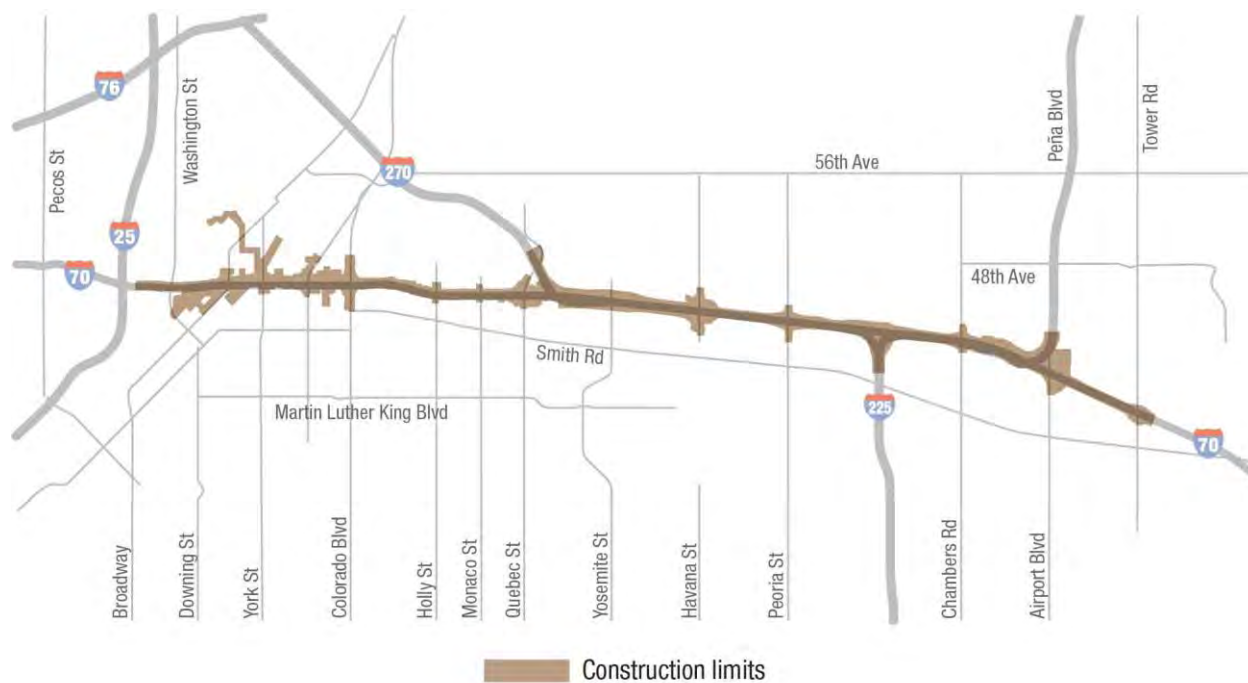 76
Washington St
Peña Blvd
Tower Rd
Pecos St
270
56th Ave
25
70
48th Ave
Smith Rd
Martin Luther King Blvd
225
70
Broadway
Downing St
York St
Colorado Blvd
Holly St
Monaco St
Quebec St
Yosemite St
Havana St
Peoria St
Chambers Rd
Airport Blvd
Construction limits